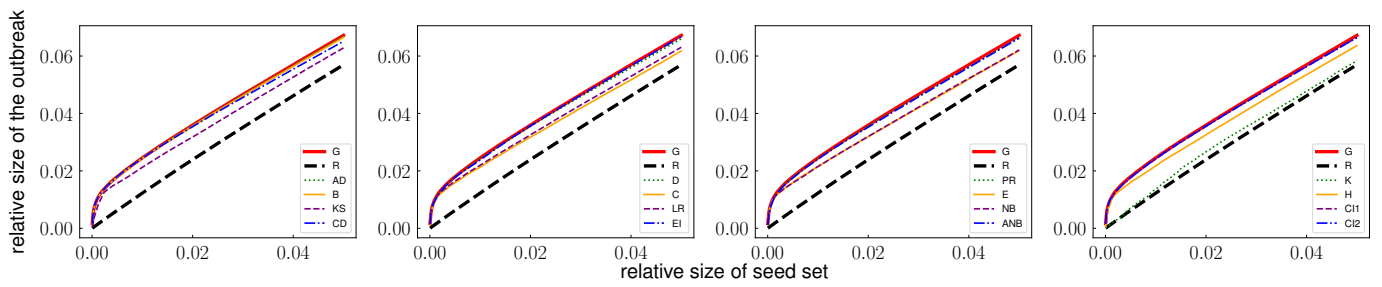 relative size of the outbreak
0.06
0.04
0.02
0.00
0.00
0.02
0.04
G
R
AD
B
KS
CD
0.06
0.04
0.02
0.00
0.00
0.02
0.04
G
R
D
C
LR
EI
0.06
0.04
0.02
0.00
0.00
0.02
0.04
G
R
PR
E
NB
ANB
0.06
0.04
0.02
0.00
0.00
0.02
0.04
G
R
K
H
CI1
CI2
relative size of seed set